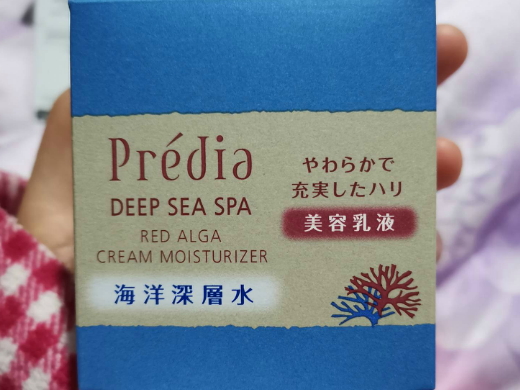 Prédia
DEEP SEA SPA
RED ALGA
CREAM MOISTURIZER
海洋深層水
やわらかで
充実したハリ
美容乳液